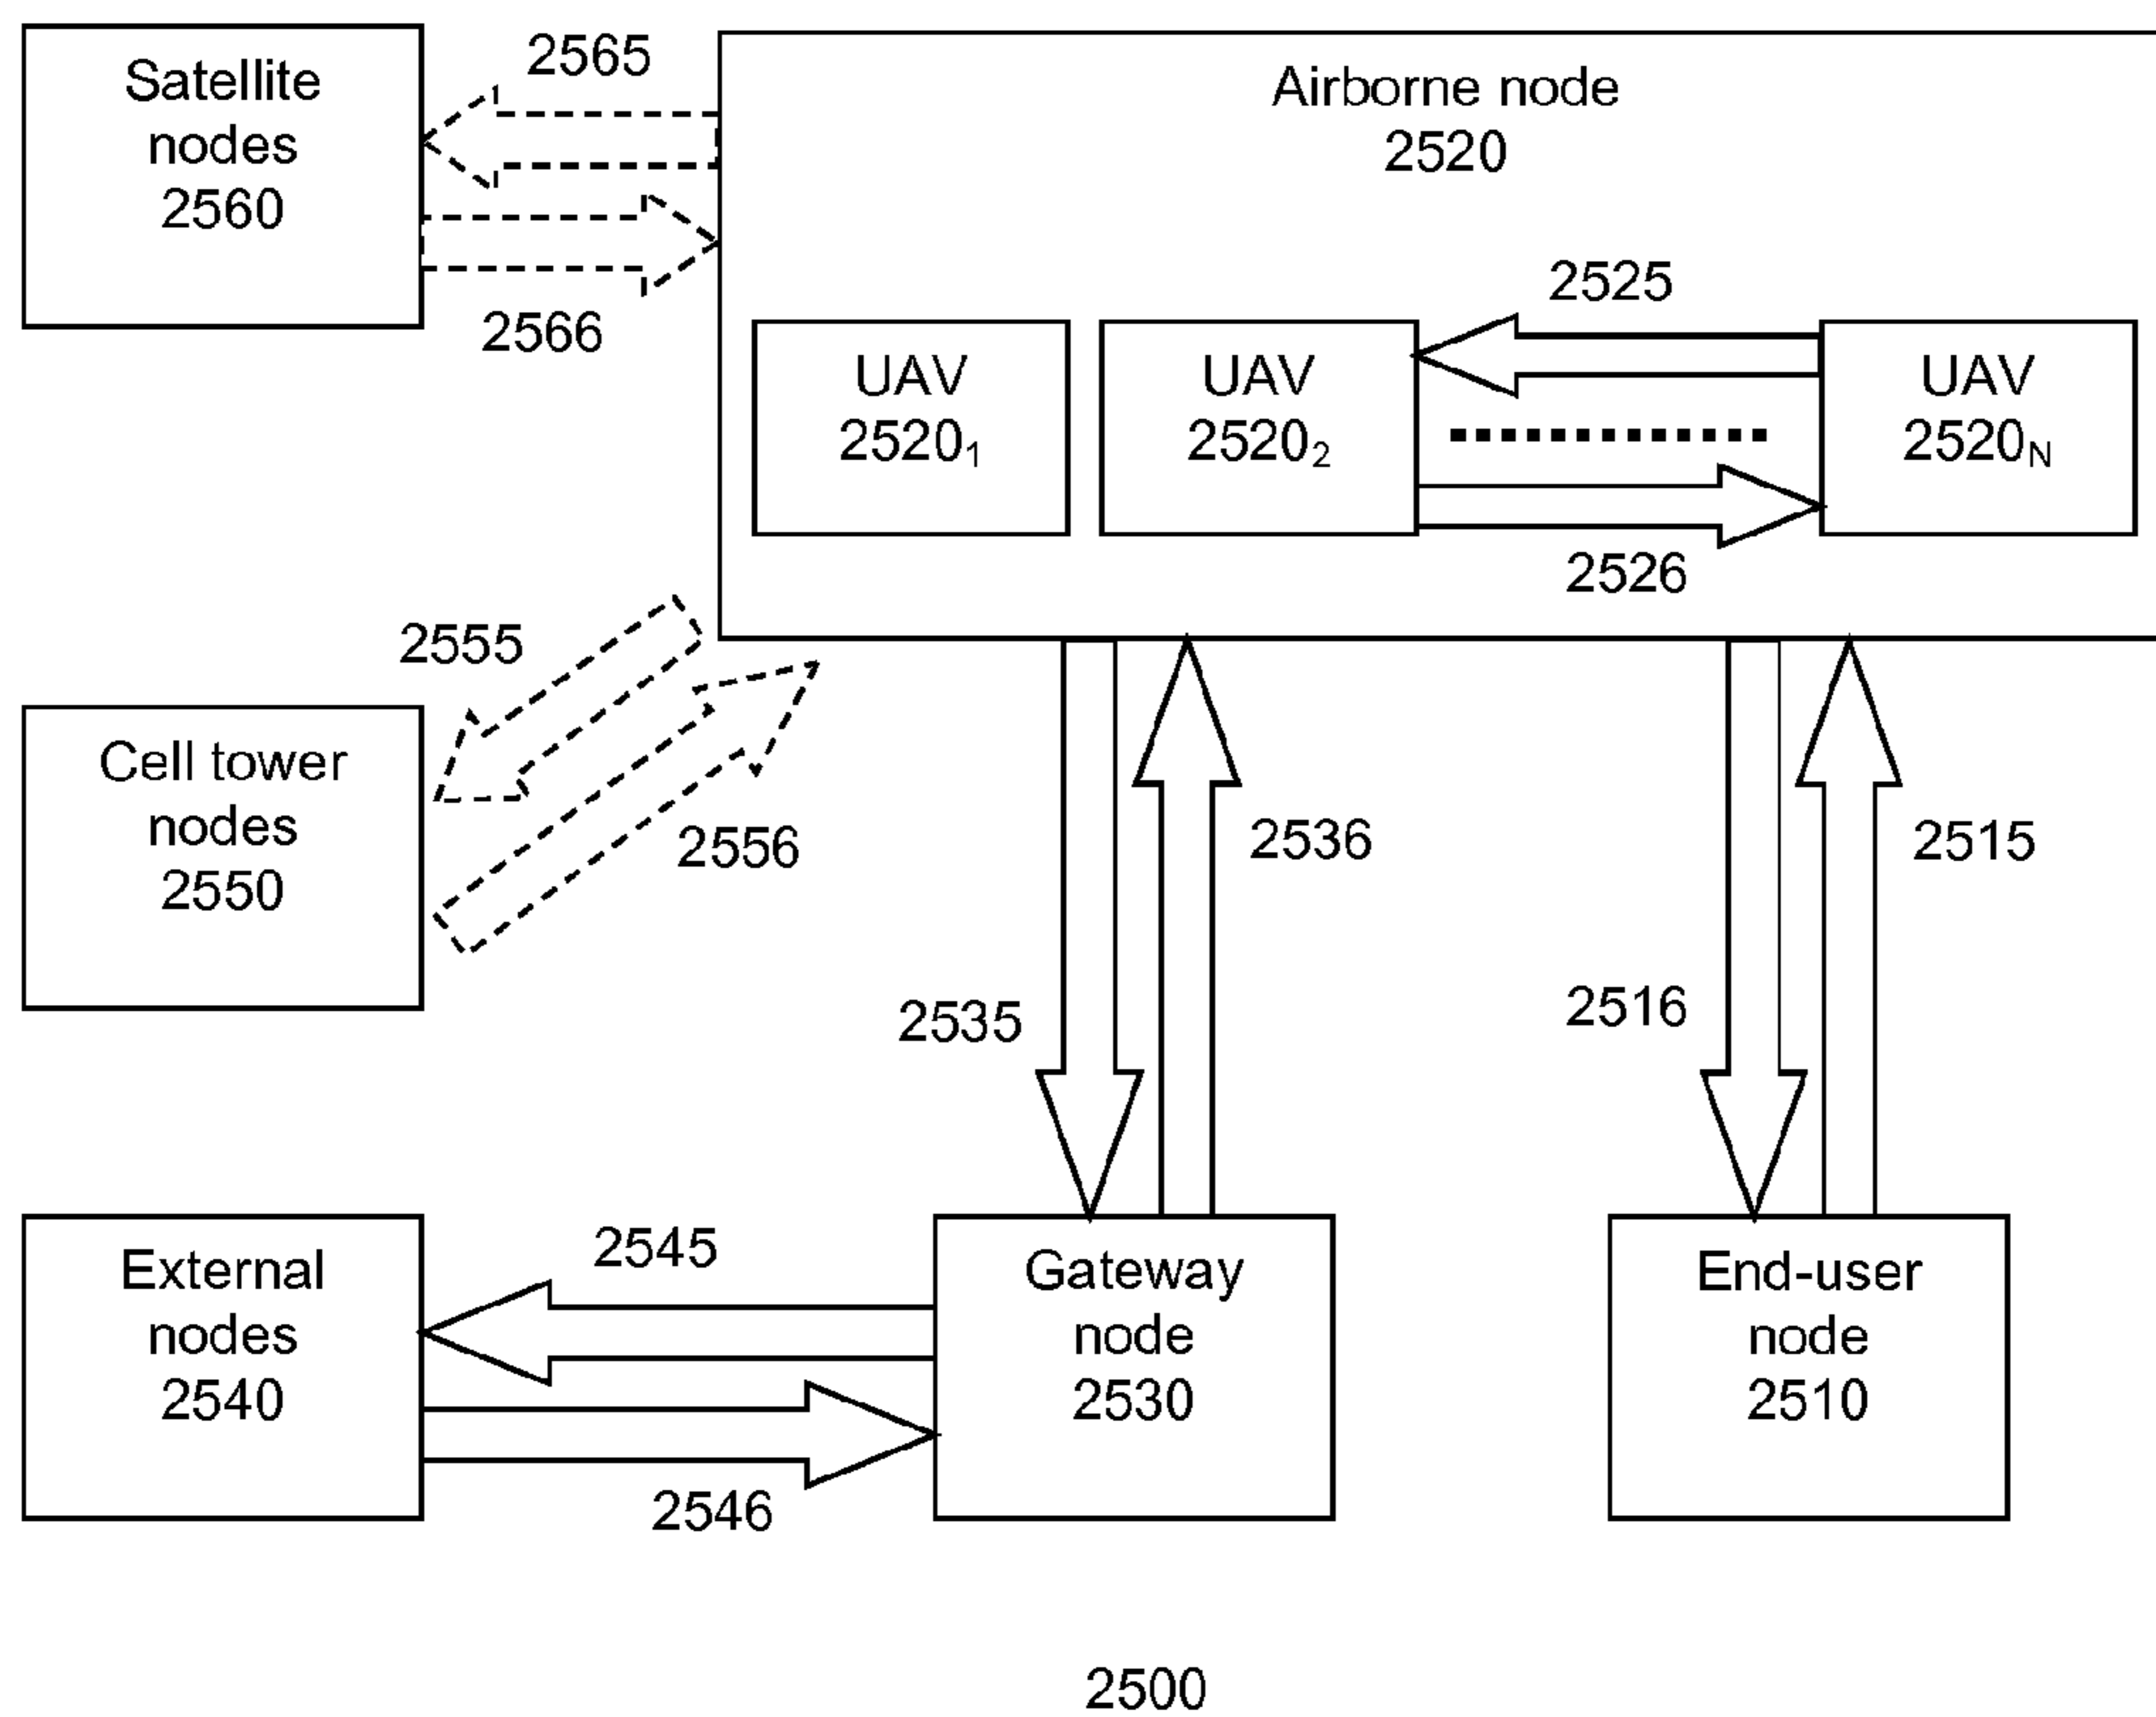 Satellite
nodes
2560
2565
2566
Airborne node
2520
UAV
2520₁
UAV
2520₂
2525
2526
UAV
2520N
2555
2556
Cell tower
nodes
2550
2535
2536
2516
2515
External
nodes
2540
2545
2546
Gateway
node
2530
End-user
node
2510
2500